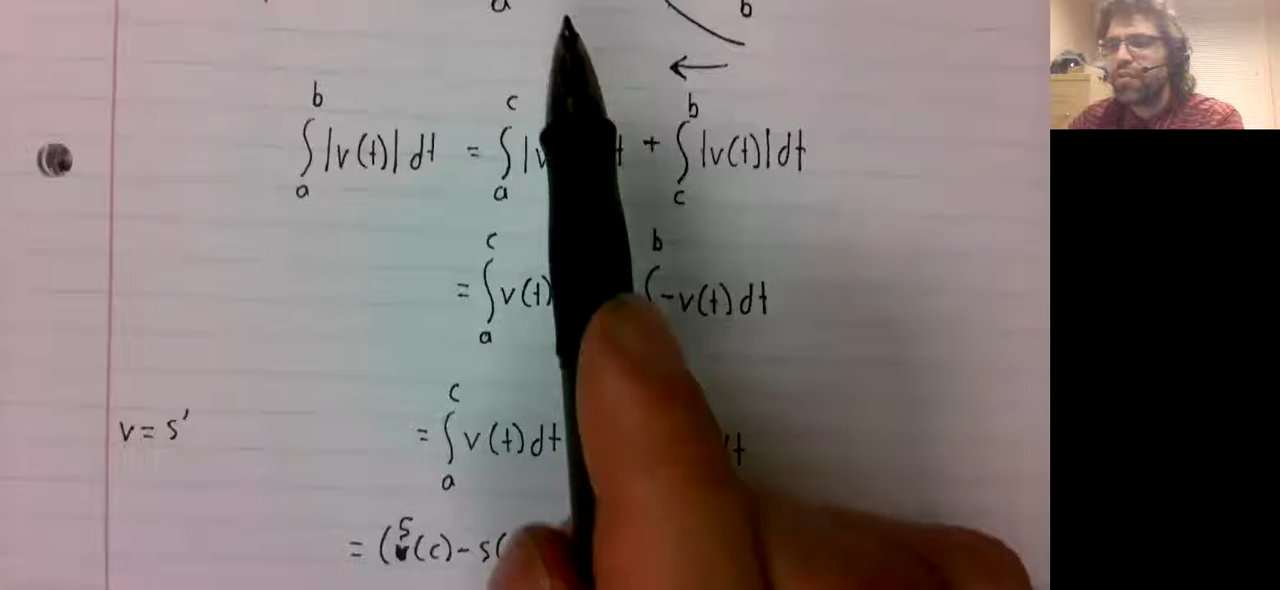 a b
b c b
∫ |v(t)| dt = ∫ |v t + ∫ |v(t)| dt
a a c
c b
= ∫ v(t) ∫ -v(t) dt
a
c
v = s' = ∫ v(t) dt t
a
= (s(c) - s(